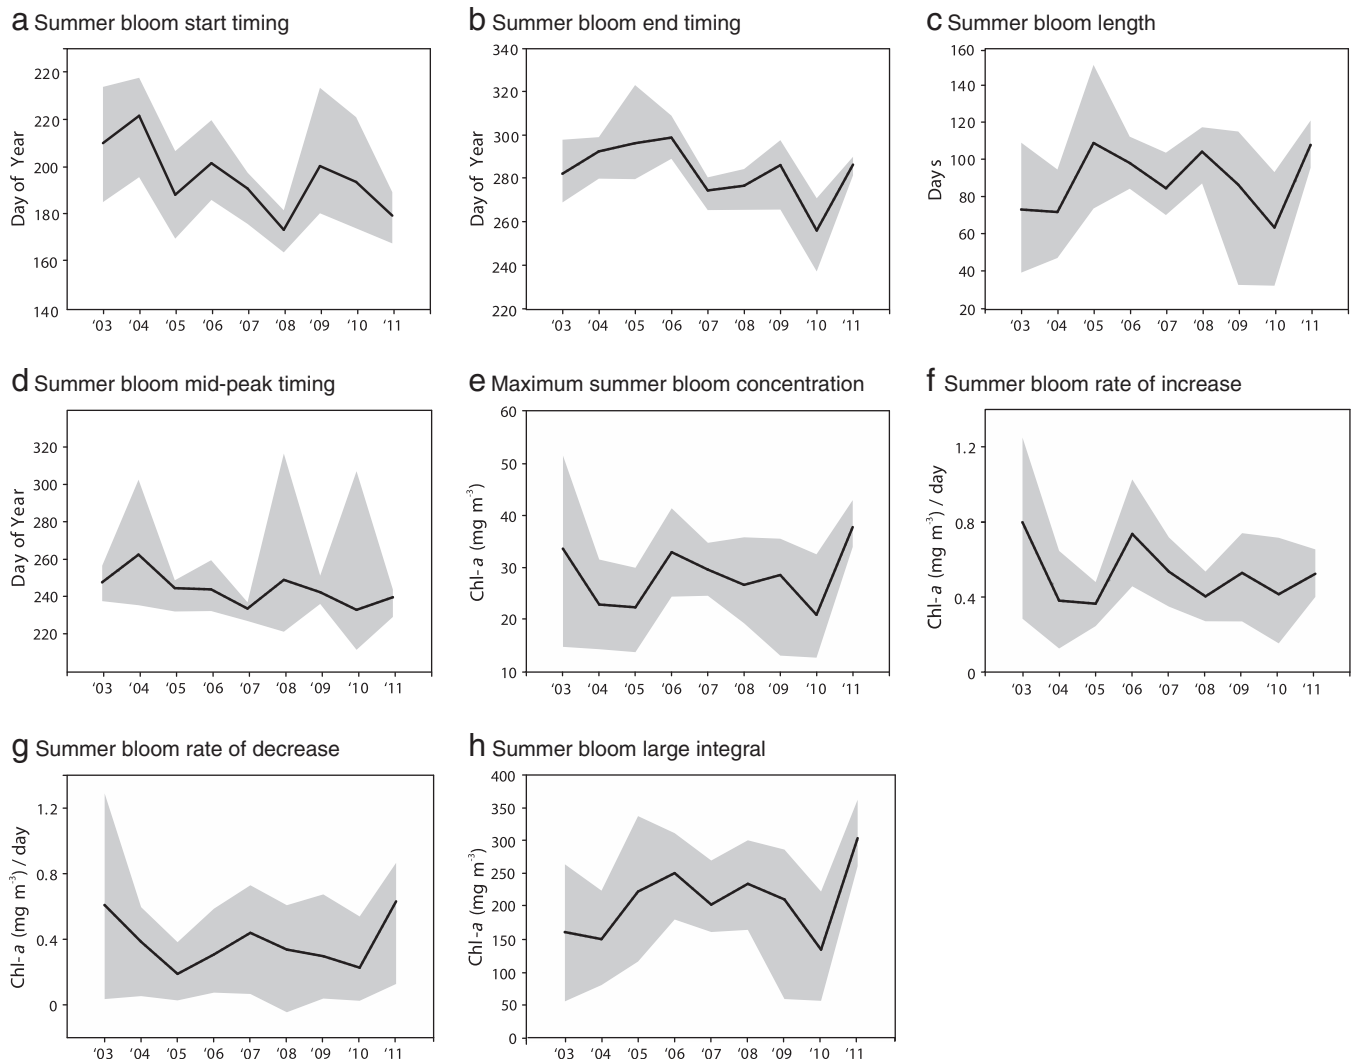 a Summer bloom start timing
Day of Year
220
220
200
180
160
140
‘03 ‘04 ‘05 ‘06 ‘07 ‘08 ‘09 ‘10 ‘11
b Summer bloom end timing
Day of Year
340
320
300
280
260
240
220
‘03 ‘04 ‘05 ‘06 ‘07 ‘08 ‘09 ‘10 ‘11
c Summer bloom length
Days
160
140
120
100
80
60
40
20
‘03 ‘04 ‘05 ‘06 ‘07 ‘08 ‘09 ‘10 ‘11
d Summer bloom mid-peak timing
Day of Year
320
300
280
260
240
220
‘03 ‘04 ‘05 ‘06 ‘07 ‘08 ‘09 ‘10 ‘11
e Maximum summer bloom concentration
Chl-a (mg m⁻³)
60
50
40
30
20
10
‘03 ‘04 ‘05 ‘06 ‘07 ‘08 ‘09 ‘10 ‘11
f Summer bloom rate of increase
Chl-a (mg m⁻³) / day
1.2
0.8
0.4
0
‘03 ‘04 ‘05 ‘06 ‘07 ‘08 ‘09 ‘10 ‘11
g Summer bloom rate of decrease
Chl-a (mg m⁻³) / day
1.2
0.8
0.4
0
‘03 ‘04 ‘05 ‘06 ‘07 ‘08 ‘09 ‘10 ‘11
h Summer bloom large integral
Chl-a (mg m⁻³)
400
350
300
250
200
150
100
50
0
‘03 ‘04 ‘05 ‘06 ‘07 ‘08 ‘09 ‘10 ‘11